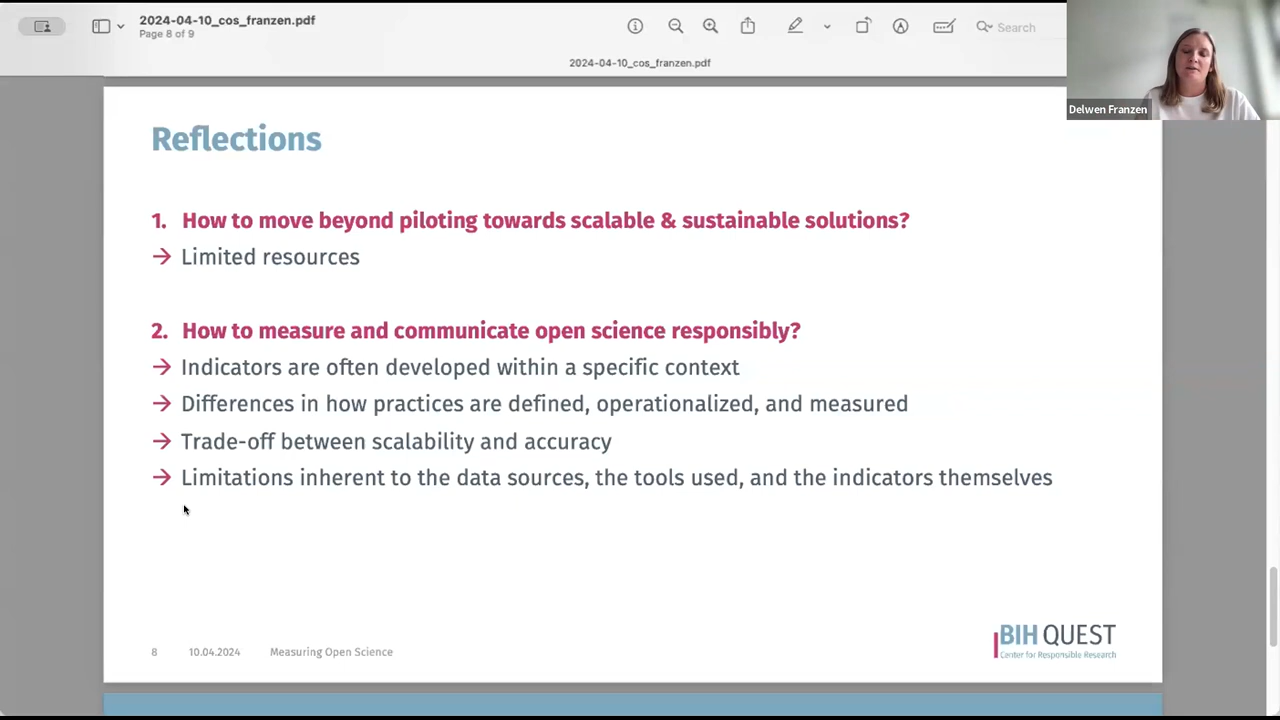 2024-04-10_cos_franzen.pdf
Page 8 of 9
Search
2024-04-10_cos_franzen.pdf
Delwen Franzen
Reflections
1. How to move beyond piloting towards scalable & sustainable solutions?
→ Limited resources
2. How to measure and communicate open science responsibly?
→ Indicators are often developed within a specific context
→ Differences in how practices are defined, operationalized, and measured
→ Trade-off between scalability and accuracy
→ Limitations inherent to the data sources, the tools used, and the indicators themselves
8 10.04.2024 Measuring Open Science
BIH QUEST
Center for Responsible Research